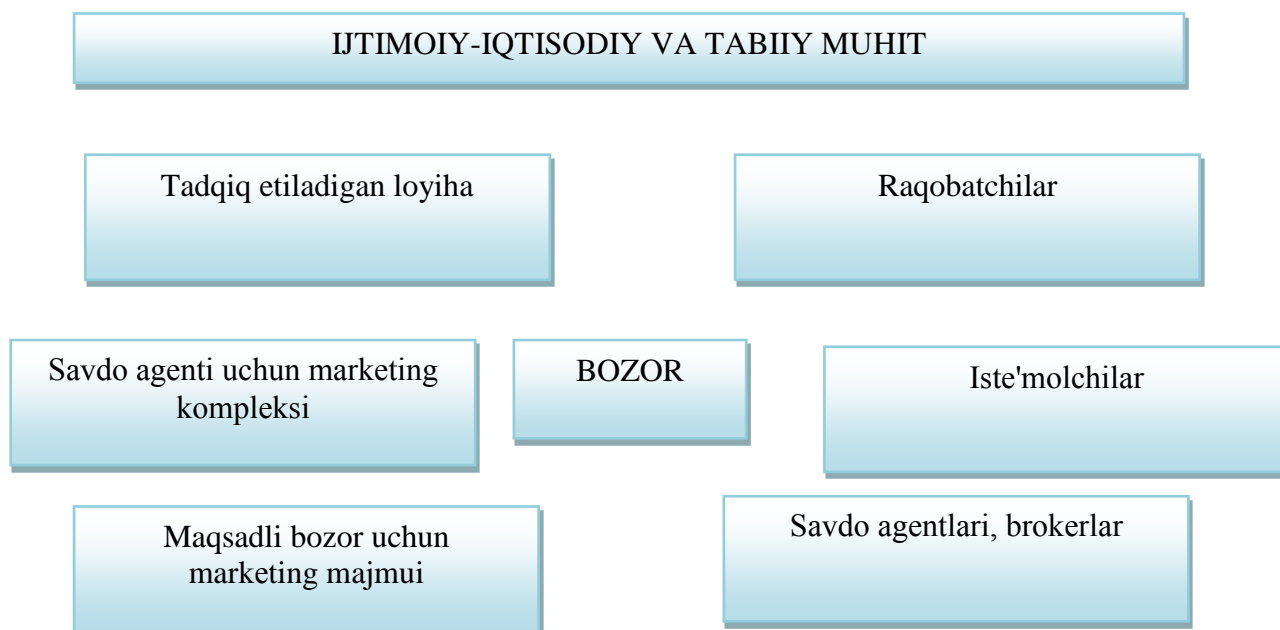 IJTIMOIY-IQTISODIY VA TABIIY MUHIT
Tadqiq etiladigan loyiha
Raqobatchilar
Savdo agenti uchun marketing
kompleksi
BOZOR
Iste'molchilar
Maqsadli bozor uchun
marketing majmui
Savdo agentlari, brokerlar